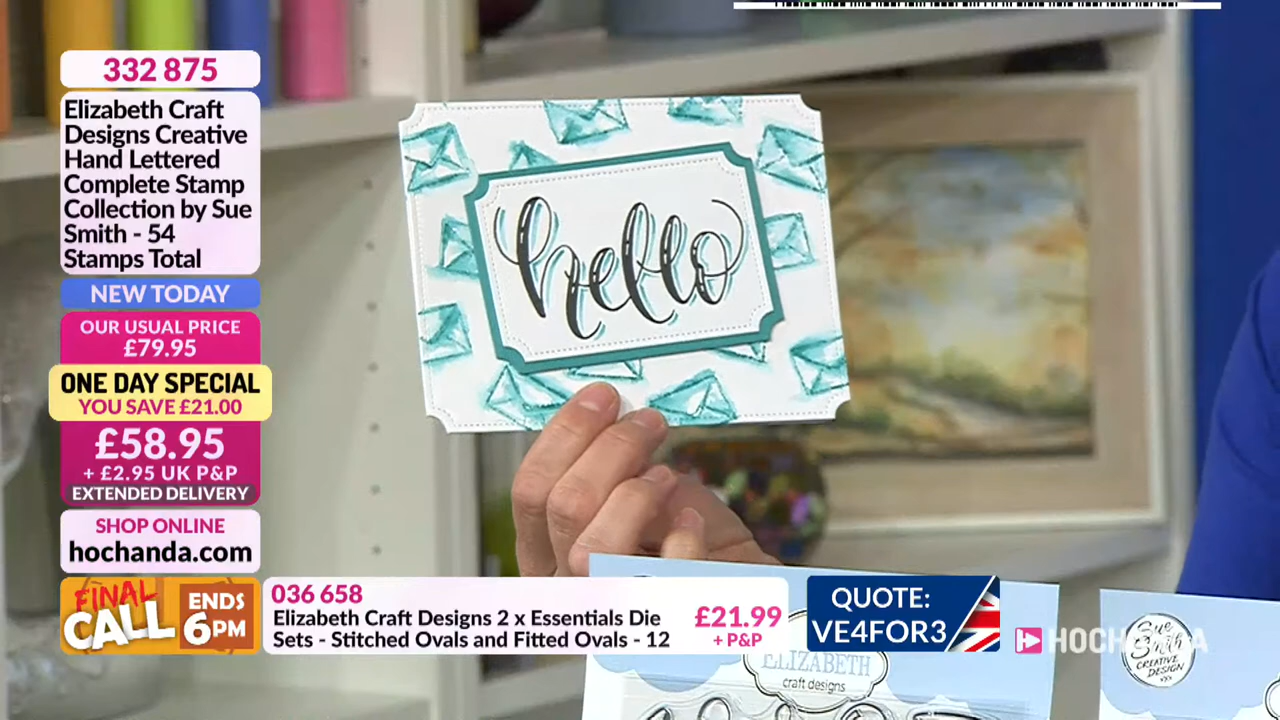 332 875
Elizabeth Craft
Designs Creative
Hand Lettered
Complete Stamp
Collection by Sue
Smith - 54
Stamps Total
NEW TODAY
OUR USUAL PRICE
£79.95
ONE DAY SPECIAL
YOU SAVE £21.00
£58.95
+ £2.95 UK P&P
EXTENDED DELIVERY
SHOP ONLINE
hochanda.com
hello
FINAL
CALL
ENDS
6PM
036 658
Elizabeth Craft Designs 2 x Essentials Die
Sets - Stitched Ovals and Fitted Ovals - 12
£21.99
+ P&P
QUOTE:
VE4FOR3
HOCHANDA
ELIZABETH
craft designs
Sue
Smith
CREATIVE
DESIGN